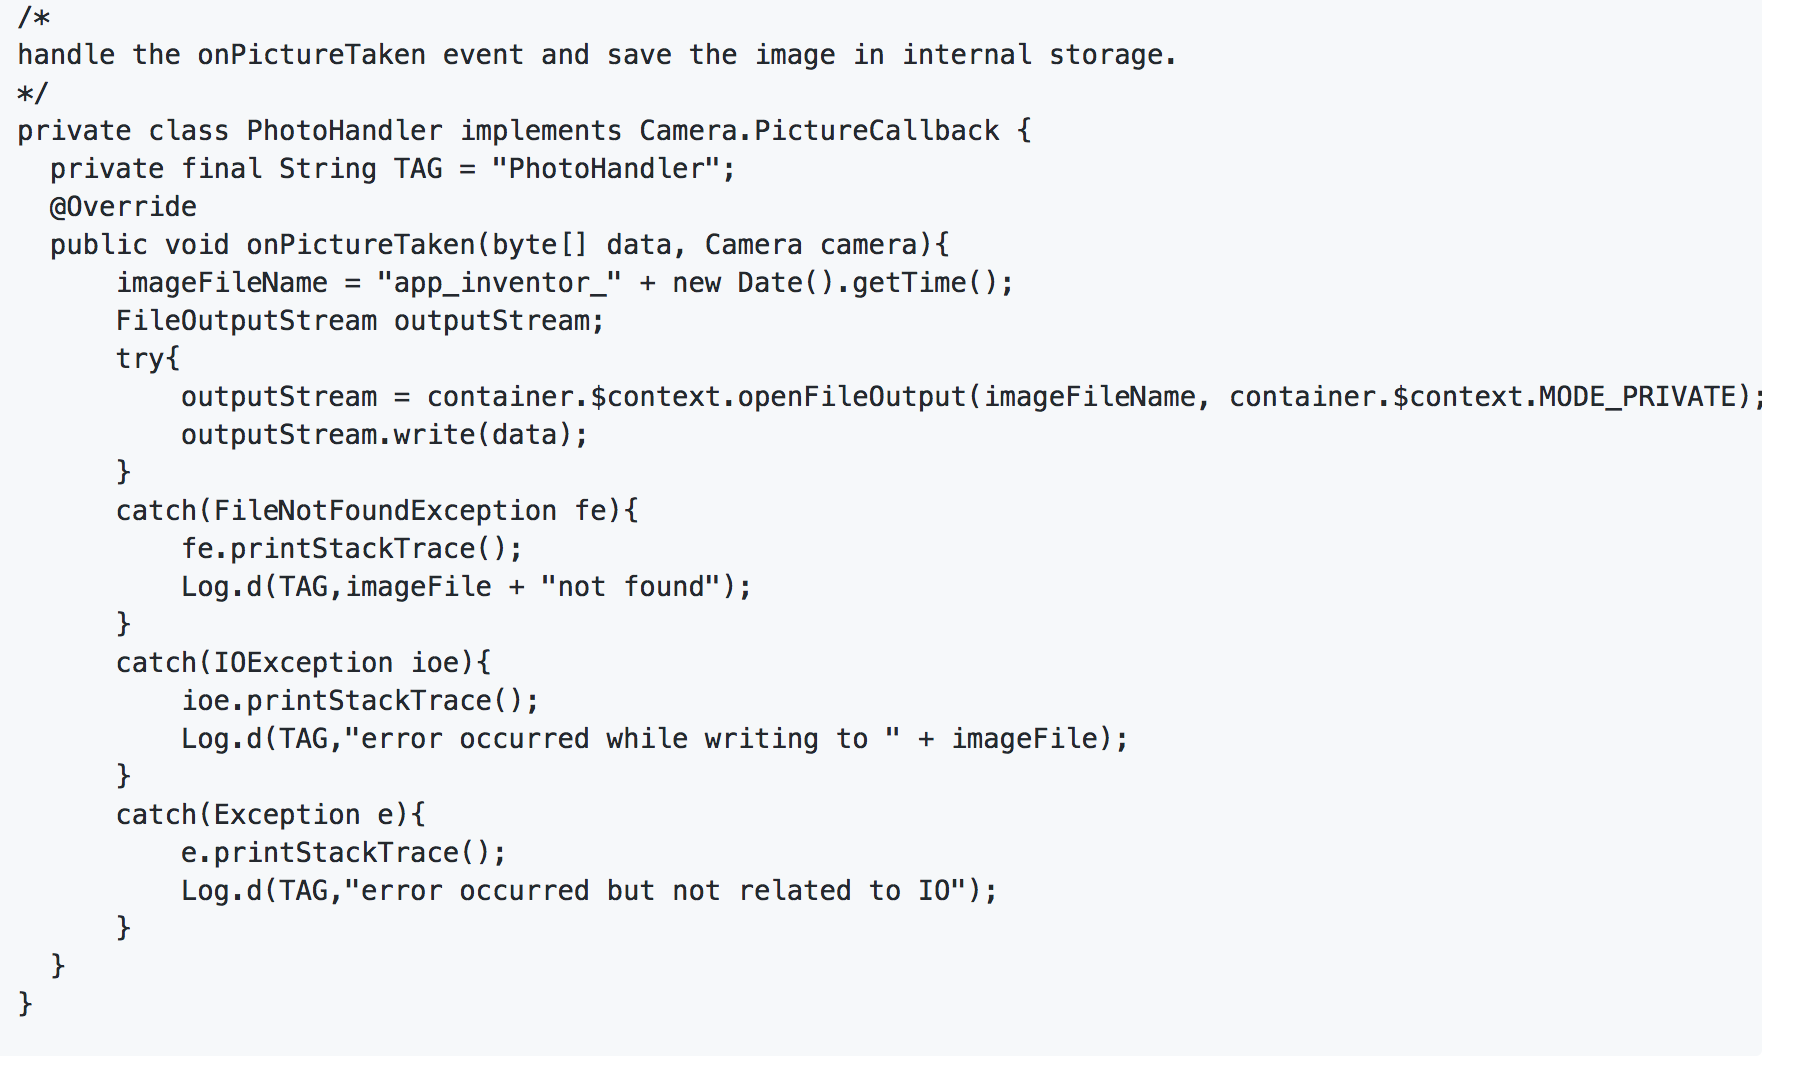 /*
handle the onPictureTaken event and save the image in internal storage.
*/
private class PhotoHandler implements Camera.PictureCallback {
  private final String TAG = "PhotoHandler";
  @Override
  public void onPictureTaken(byte[] data, Camera camera){
      imageFileName = "app_inventor_" + new Date().getTime();
      FileOutputStream outputStream;
      try{
          outputStream = container.$context.openFileOutput(imageFileName, container.$context.MODE_PRIVATE);
          outputStream.write(data);
      }
      catch(FileNotFoundException fe){
          fe.printStackTrace();
          Log.d(TAG,imageFile + "not found");
      }
      catch(IOException ioe){
          ioe.printStackTrace();
          Log.d(TAG,"error occurred while writing to " + imageFile);
      }
      catch(Exception e){
          e.printStackTrace();
          Log.d(TAG,"error occurred but not related to IO");
      }
  }
}